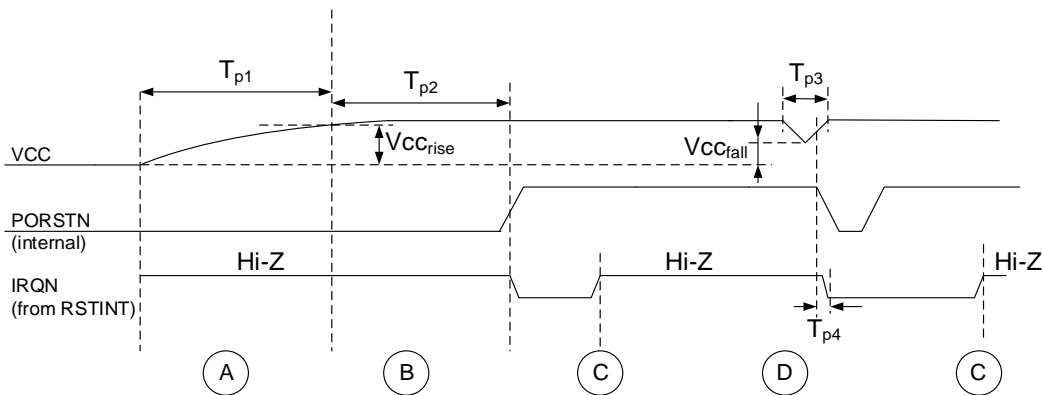 Tp1
Tp2
Tp3
VCC
Vccrise
Vccfall
PORSTN
(internal)
Hi-Z
Hi-Z
Hi-Z
IRQN
(from RSTINT)
Tp4
A
B
C
D
C